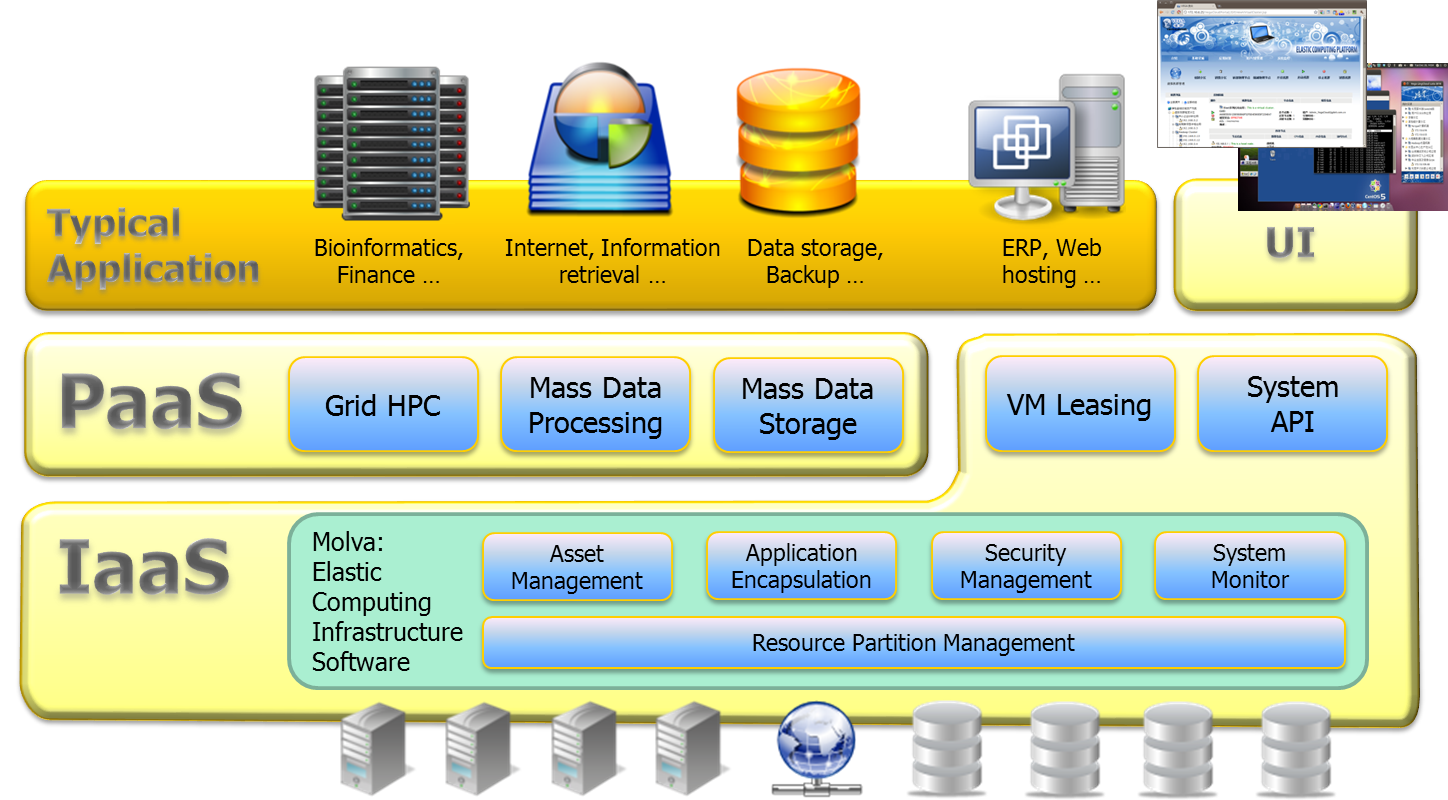 ELASTIC COMPUTING PLATFORM
CentOS 5
Typical
Application
Bioinformatics,
Finance ...
Internet, Information
retrieval ...
Data storage,
Backup ...
ERP, Web
hosting ...
UI
PaaS
Grid HPC
Mass Data
Processing
Mass Data
Storage
VM Leasing
System
API
IaaS
Molva:
Elastic
Computing
Infrastructure
Software
Asset
Management
Application
Encapsulation
Security
Management
System
Monitor
Resource Partition Management